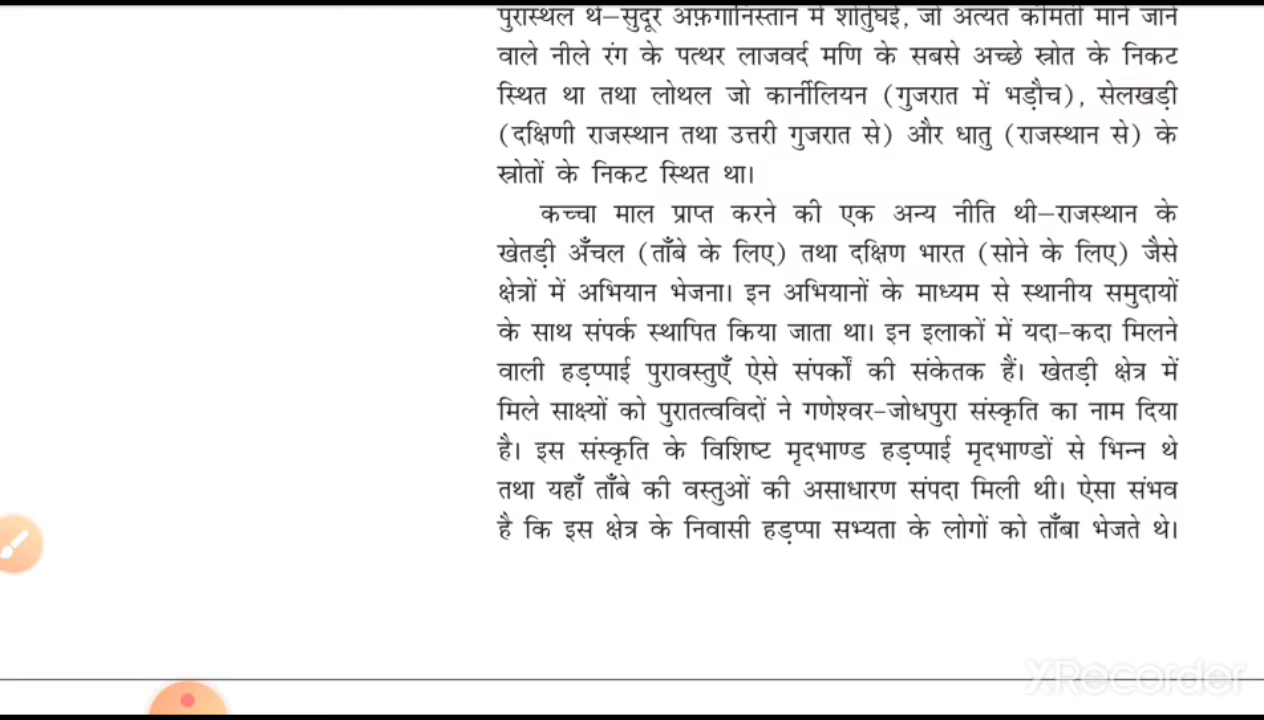 पुरास्थल थे–सुदूर अफ़गानिस्तान में शोर्तुघई, जो अत्यंत कीमती माने जाने
वाले नीले रंग के पत्थर लाजवर्द मणि के सबसे अच्छे स्रोत के निकट
स्थित था तथा लोथल जो कार्नीलियन (गुजरात में भड़ौच), सेलखड़ी
(दक्षिणी राजस्थान तथा उत्तरी गुजरात से) और धातु (राजस्थान से) के
स्रोतों के निकट स्थित था।
कच्चा माल प्राप्त करने की एक अन्य नीति थी–राजस्थान के
खेतड़ी अँचल (ताँबे के लिए) तथा दक्षिण भारत (सोने के लिए) जैसे
क्षेत्रों में अभियान भेजना। इन अभियानों के माध्यम से स्थानीय समुदायों
के साथ संपर्क स्थापित किया जाता था। इन इलाकों में यदा-कदा मिलने
वाली हड़प्पाई पुरावस्तुएँ ऐसे संपर्कों की संकेतक हैं। खेतड़ी क्षेत्र में
मिले साक्ष्यों को पुरातत्वविदों ने गणेश्वर-जोधपुरा संस्कृति का नाम दिया
है। इस संस्कृति के विशिष्ट मृदभाण्ड हड़प्पाई मृदभाण्डों से भिन्न थे
तथा यहाँ ताँबे की वस्तुओं की असाधारण संपदा मिली थी। ऐसा संभव
है कि इस क्षेत्र के निवासी हड़प्पा सभ्यता के लोगों को ताँबा भेजते थे।
XRecorder